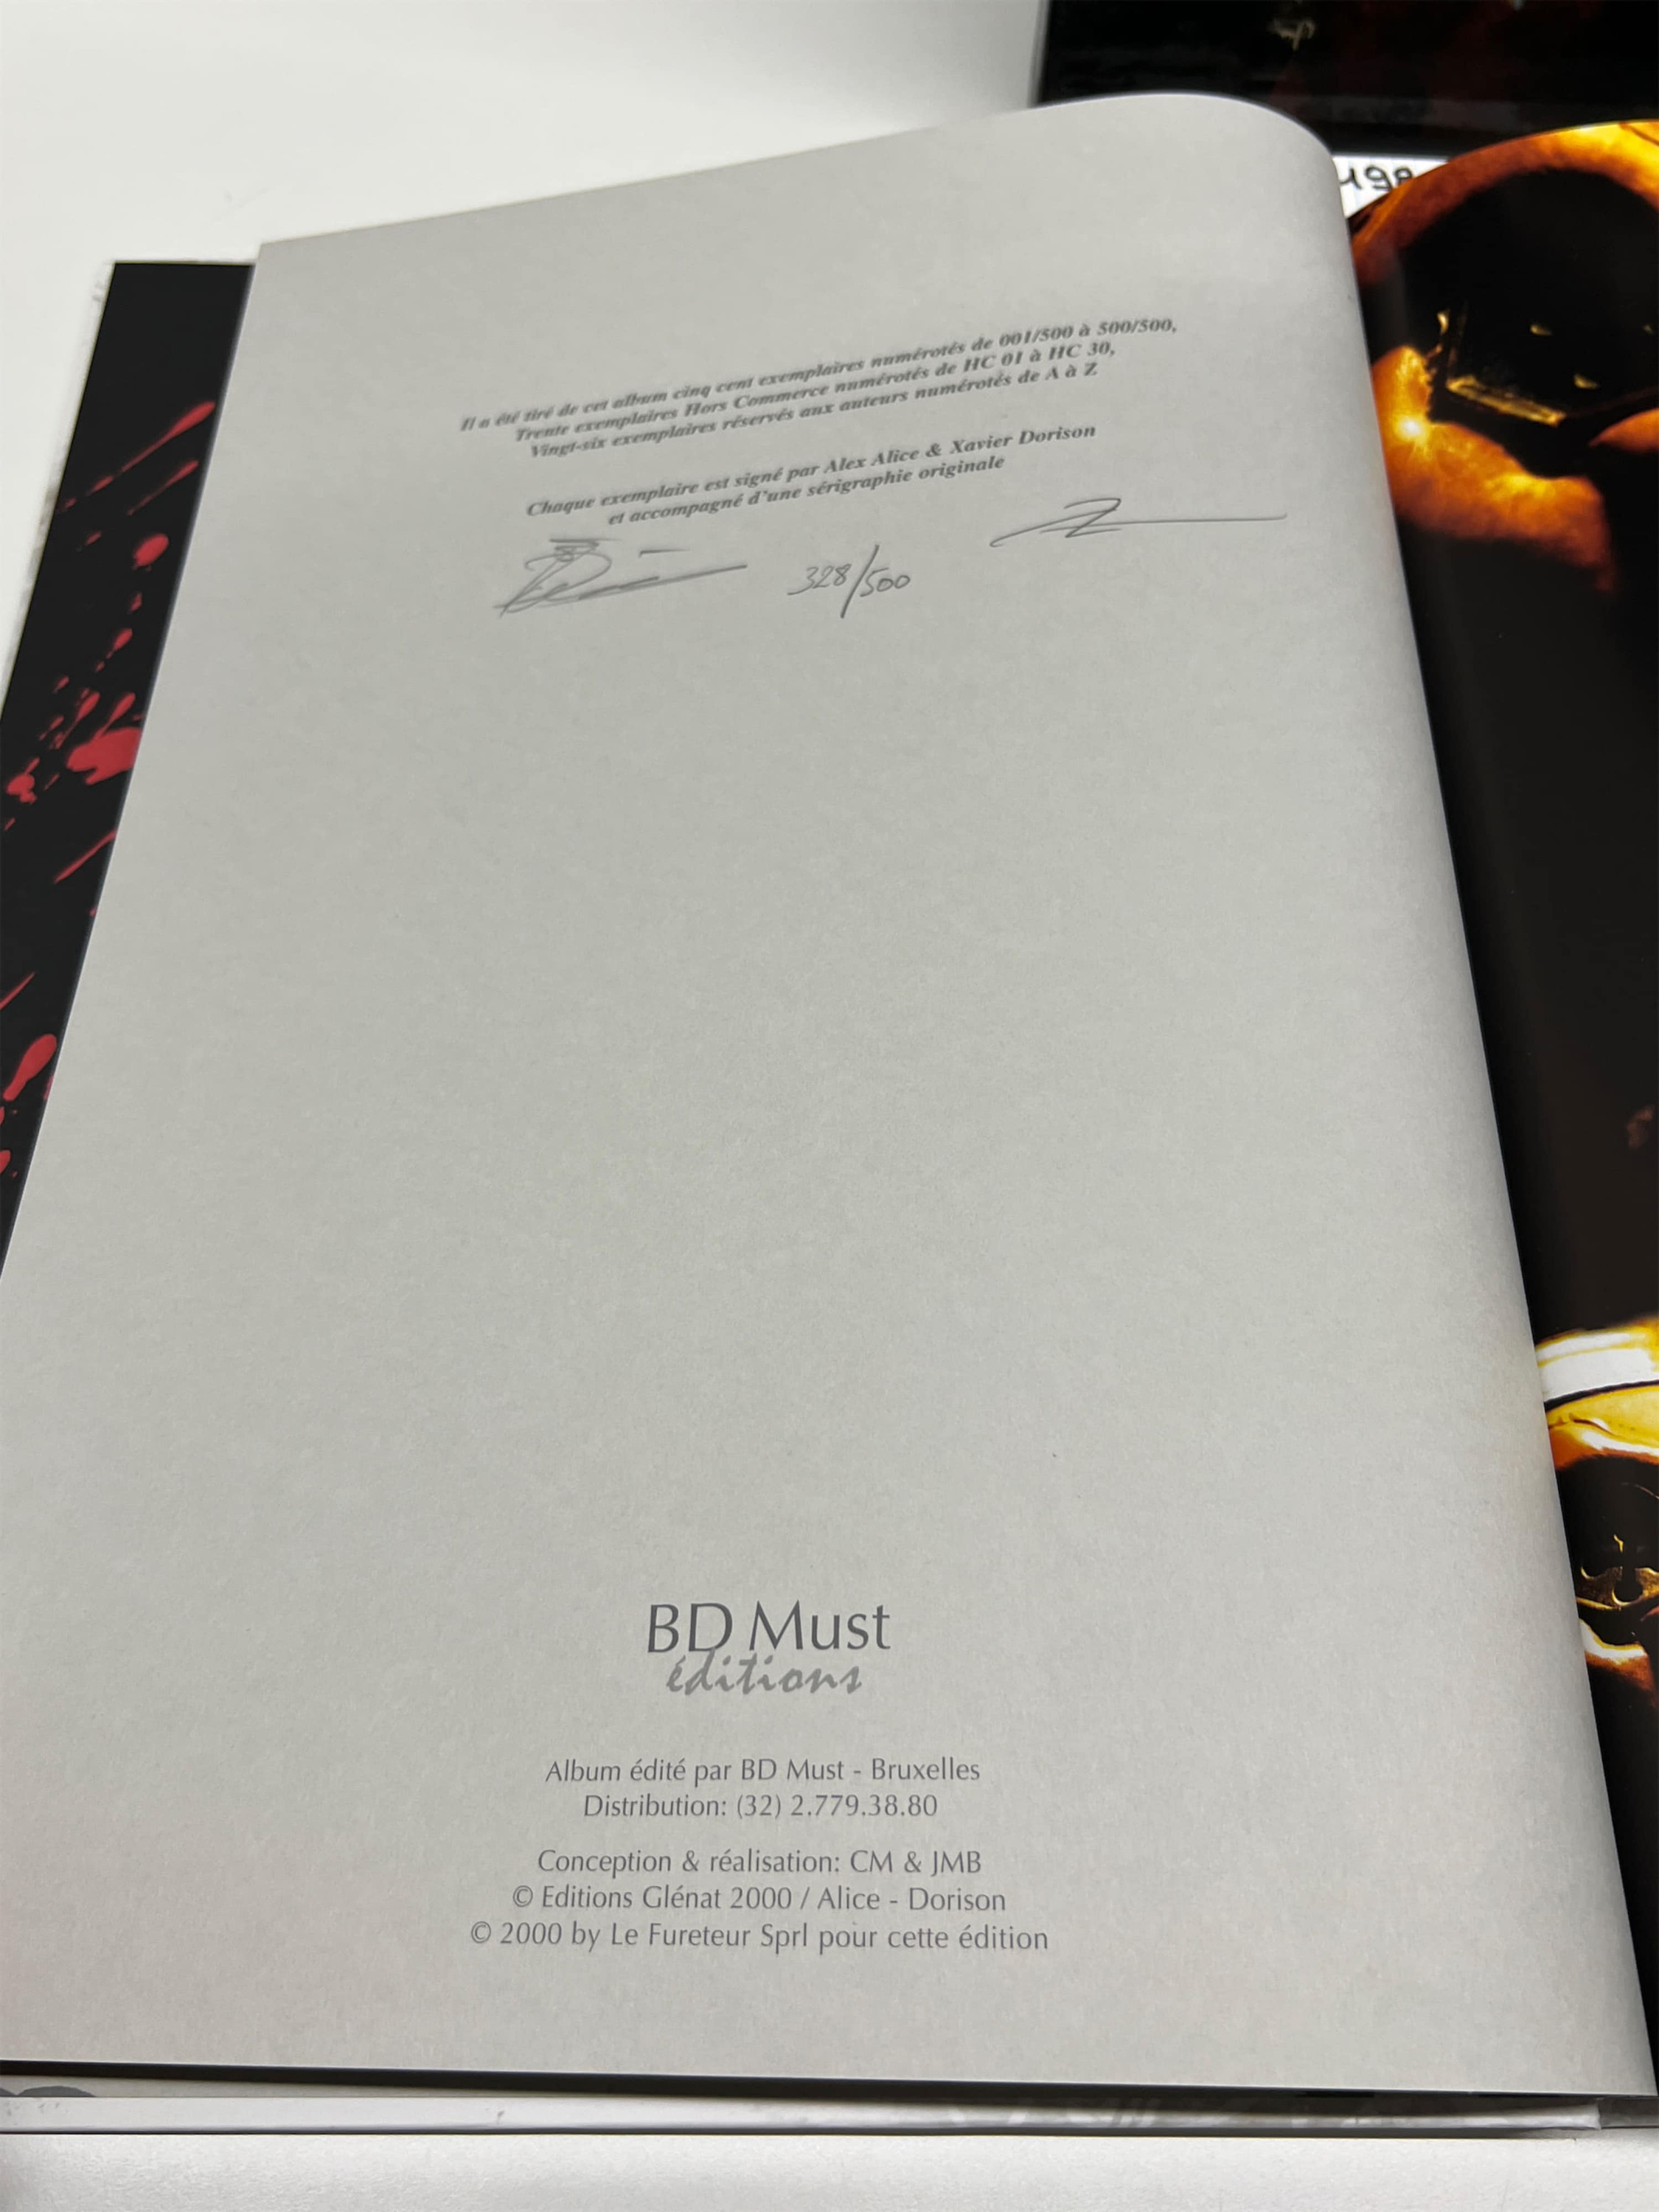 Il a été tiré de cet album cinq cent exemplaires numérotés de 001/500 à 500/500,
Trente exemplaires Hors Commerce numérotés de HC 01 à HC 30,
Vingt-six exemplaires réservés aux auteurs numérotés de A à Z
Chaque exemplaire est signé par Alex Alice & Xavier Dorison
et accompagné d'une sérigraphie originale
328/500
BD Must
éditions
Album édité par BD Must - Bruxelles
Distribution: (32) 2.779.38.80
Conception & réalisation: CM & JMB
© Editions Glénat 2000 / Alice - Dorison
© 2000 by Le Fureteur Sprl pour cette édition